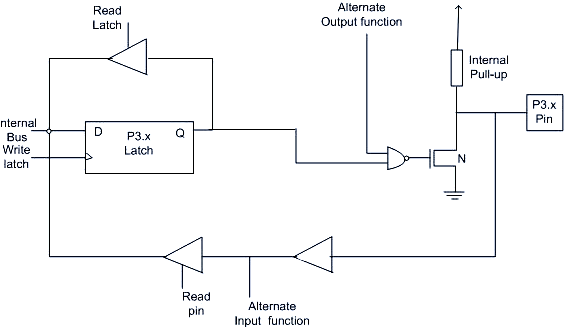 Read
Latch
Alternate
Output function
Internal
Pull-up
P3.x
Pin
nternal
Bus
Write
latch
D
P3.x
Latch
Q
N
Read
pin
Alternate
Input function